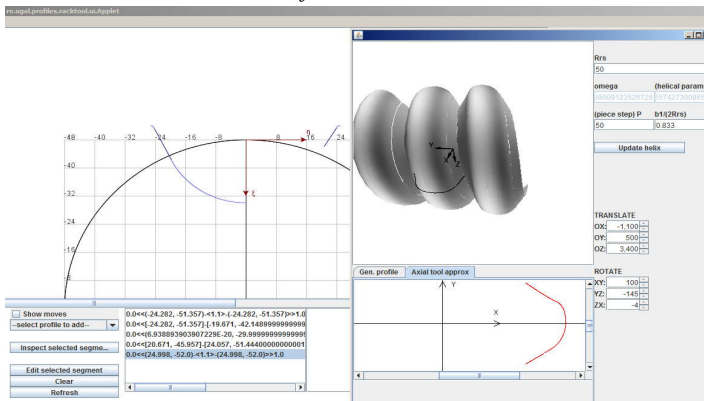 ro.ugal.profiles.racktool.ui.Applet
-48 -40 -32 -24 -16 -8 8 16 24
η
-40
-32
ζ
-24
-16
-8
Y
X
Z
Rrs
50
omega (helical param
(piece step) P b1/(2Rrs)
50 0.833
Update helix
TRANSLATE
OX: -1,100
OY: 500
OZ: 3,400
ROTATE
XY: 100
YZ: -145
ZX: -4
Gen. profile Axial tool approx
Y
X
Show moves
--select profile to add--
Inspect selected segme...
Edit selected segment
Clear
Refresh
0.0<<(-24.282, -51.357)-<1.1>-(-24.282, -51.357)>>1.0
0.0<<[-24.282, -51.357]-[-19.671, -42.1489999999999
0.0<<(6.938893903907229E-20, -29.9999999999999
0.0<<[20.671, -45.957]-[24.057, -51.44400000000001
0.0<<(24.998, -52.0)-<1.1>-(24.998, -52.0)>>1.0